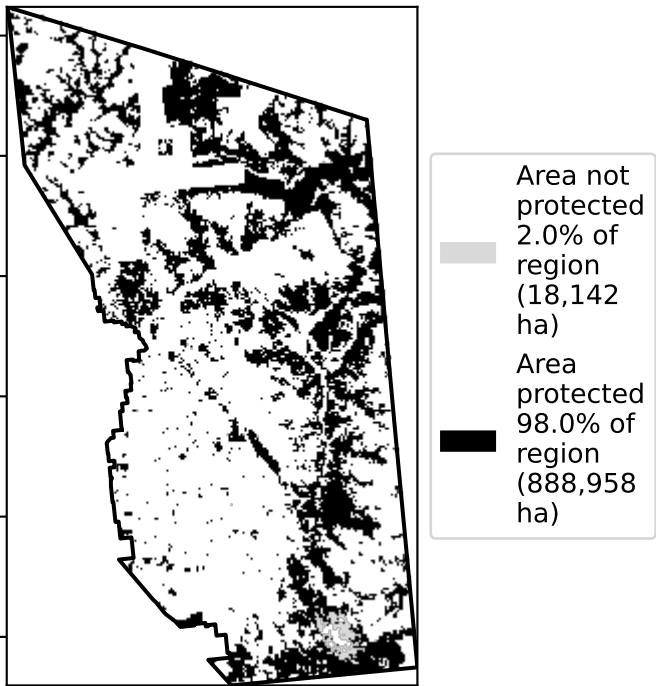 Area not
protected
2.0% of
region
(18,142
ha)
Area
protected
98.0% of
region
(888,958
ha)